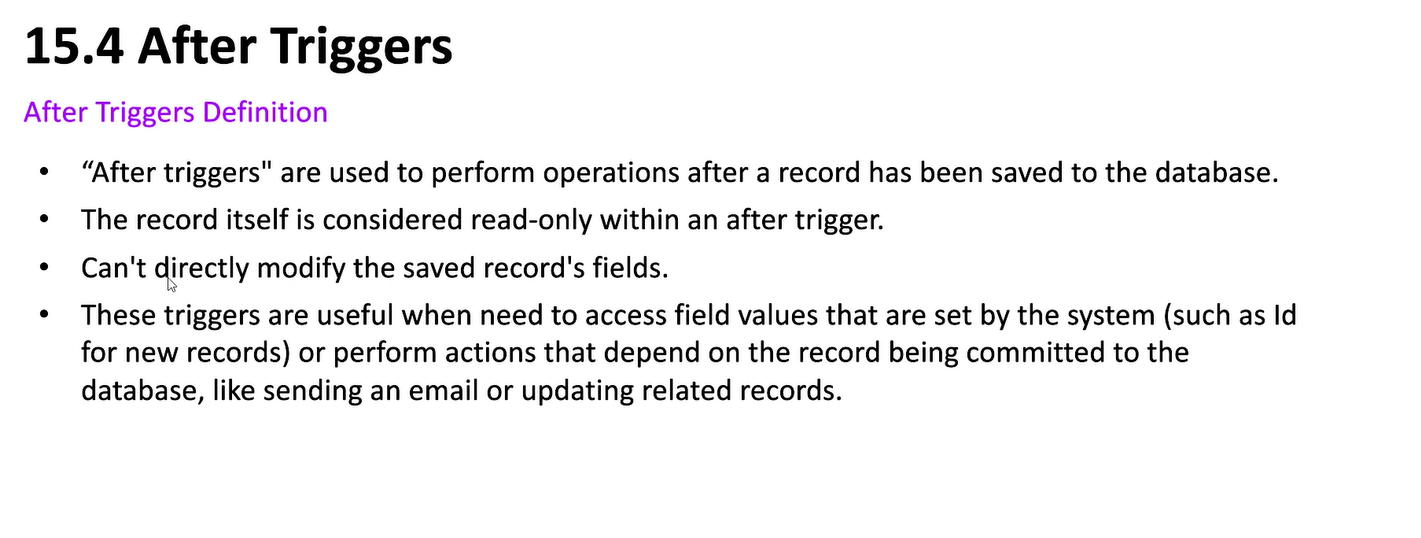 15.4 After Triggers
After Triggers Definition
• “After triggers" are used to perform operations after a record has been saved to the database.
• The record itself is considered read-only within an after trigger.
• Can't directly modify the saved record's fields.
• These triggers are useful when need to access field values that are set by the system (such as Id
for new records) or perform actions that depend on the record being committed to the
database, like sending an email or updating related records.